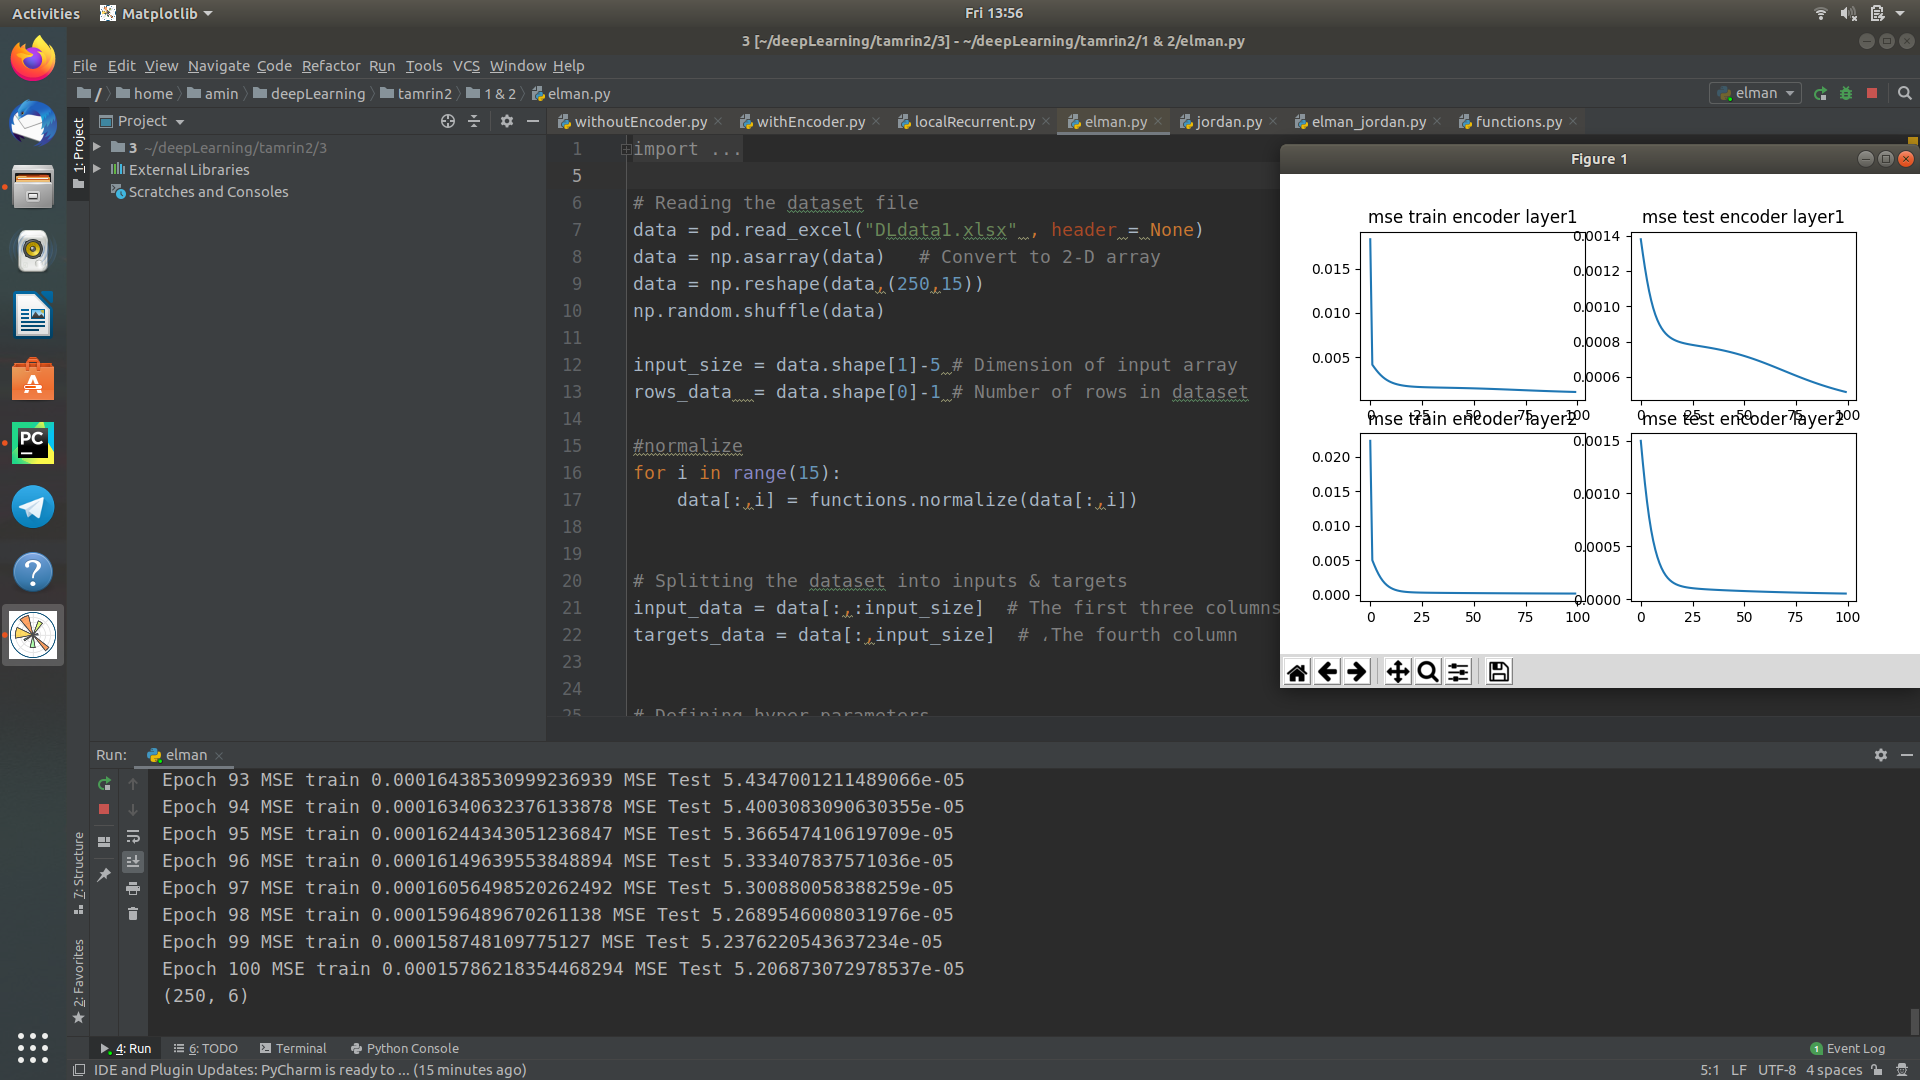 Activities
Matplotlib
Fri 13:56
3 [~/deepLearning/tamrin2/3] - ~/deepLearning/tamrin2/1 & 2/elman.py
File Edit View Navigate Code Refactor Run Tools VCS Window Help
/ home amin deepLearning tamrin2 1 & 2 elman.py
elman
1: Project
Project
3 ~/deepLearning/tamrin2/3
External Libraries
Scratches and Consoles
withoutEncoder.py withEncoder.py localRecurrent.py elman.py jordan.py elman_jordan.py functions.py
1 import ...
5
6 # Reading the dataset file
7 data = pd.read_excel("DLdata1.xlsx" , header = None)
8 data = np.asarray(data)   # Convert to 2-D array
9 data = np.reshape(data,(250,15))
10 np.random.shuffle(data)
11
12 input_size = data.shape[1]-5 # Dimension of input array
13 rows_data  = data.shape[0]-1 # Number of rows in dataset
14
15 #normalize
16 for i in range(15):
17     data[:,i] = functions.normalize(data[:,i])
18
19
20 # Splitting the dataset into inputs & targets
21 input_data = data[:,:input_size]  # The first three columns
22 targets_data = data[:,input_size]  # ،The fourth column
23
24
25 # Defining hyper parameters
Figure 1
mse train encoder layer1
0.015
0.010
0.005
0 25 50 75 100
mse test encoder layer1
0.0014
0.0012
0.0010
0.0008
0.0006
0 25 50 75 100
mse train encoder layer2
0.020
0.015
0.010
0.005
0.000
0 25 50 75 100
mse test encoder layer2
0.0015
0.0010
0.0005
0.0000
0 25 50 75 100
Run: elman
Epoch 93 MSE train 0.00016438530999236939 MSE Test 5.4347001211489066e-05
Epoch 94 MSE train 0.00016340632376133878 MSE Test 5.4003083090630355e-05
Epoch 95 MSE train 0.00016244343051236847 MSE Test 5.366547410619709e-05
Epoch 96 MSE train 0.00016149639553848894 MSE Test 5.333407837571036e-05
Epoch 97 MSE train 0.00016056498520262492 MSE Test 5.300880058388259e-05
Epoch 98 MSE train 0.0001596489670261138 MSE Test 5.2689546008031976e-05
Epoch 99 MSE train 0.000158748109775127 MSE Test 5.2376220543637234e-05
Epoch 100 MSE train 0.00015786218354468294 MSE Test 5.206873072978537e-05
(250, 6)
7: Structure
2: Favorites
4: Run 6: TODO Terminal Python Console
1 Event Log
IDE and Plugin Updates: PyCharm is ready to ... (15 minutes ago)
5:1 LF UTF-8 4 spaces
PC